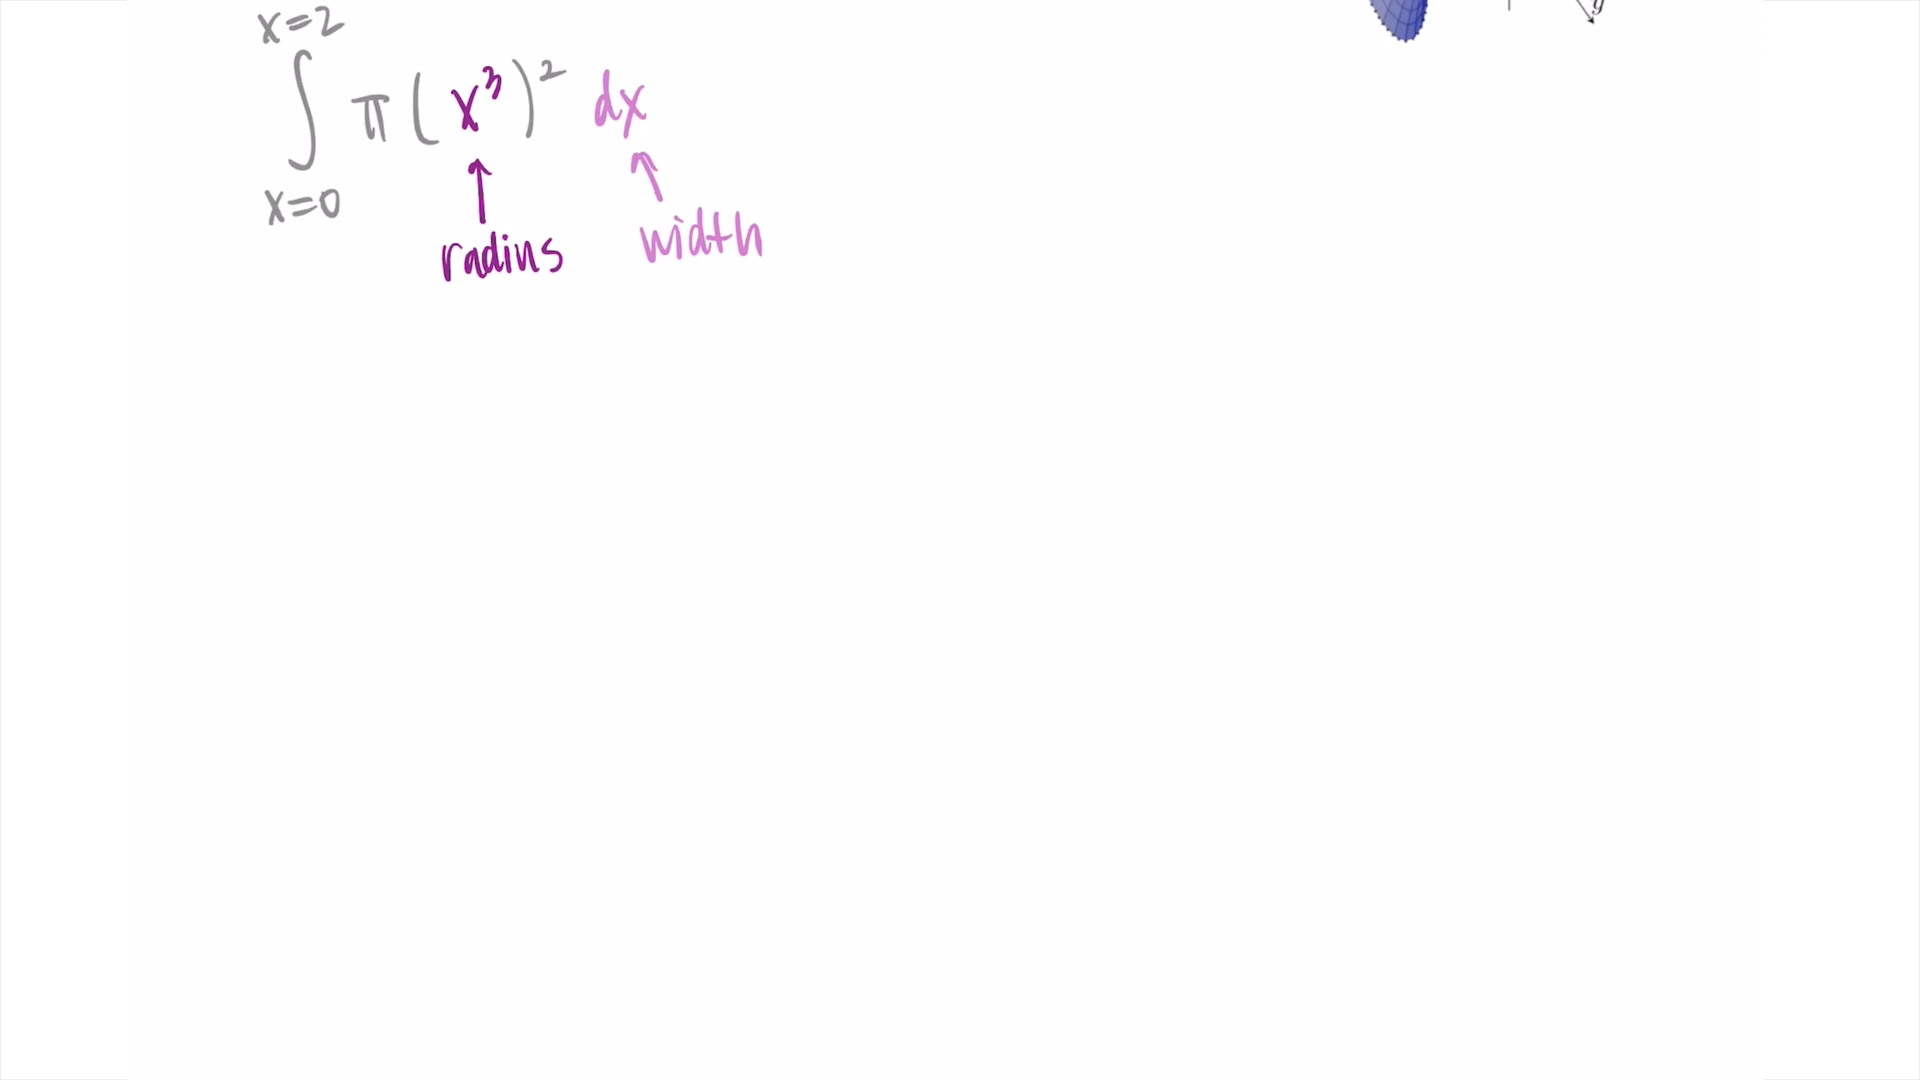 x=2
∫ π(x³)² dx
x=0
radius width
y